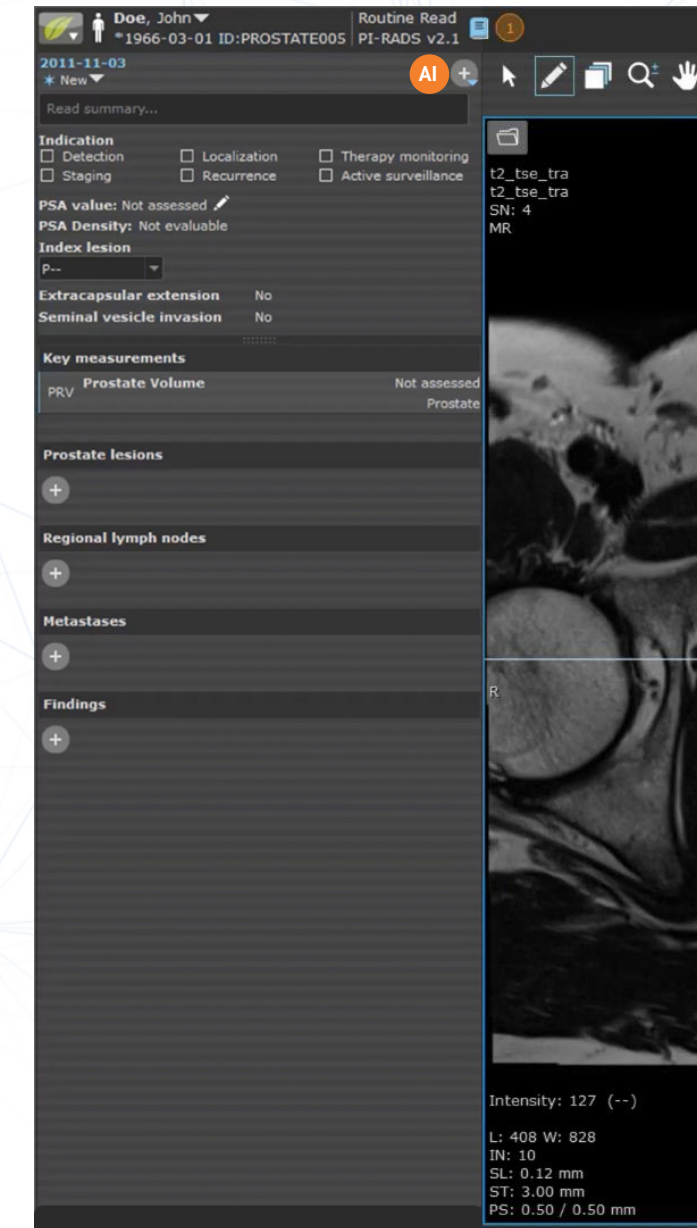 Doe, John
*1966-03-01 ID:PROSTATE005
Routine Read
PI-RADS v2.1
1
2011-11-03
New
AI
Read summary...
Indication
Detection
Localization
Therapy monitoring
Staging
Recurrence
Active surveillance
PSA value: Not assessed
PSA Density: Not evaluable
Index lesion
P--
Extracapsular extension No
Seminal vesicle invasion No
Key measurements
PRV Prostate Volume Not assessed
Prostate
Prostate lesions
Regional lymph nodes
Metastases
Findings
t2_tse_tra
t2_tse_tra
SN: 4
MR
R
Intensity: 127 (--)
L: 408 W: 828
IN: 10
SL: 0.12 mm
ST: 3.00 mm
PS: 0.50 / 0.50 mm